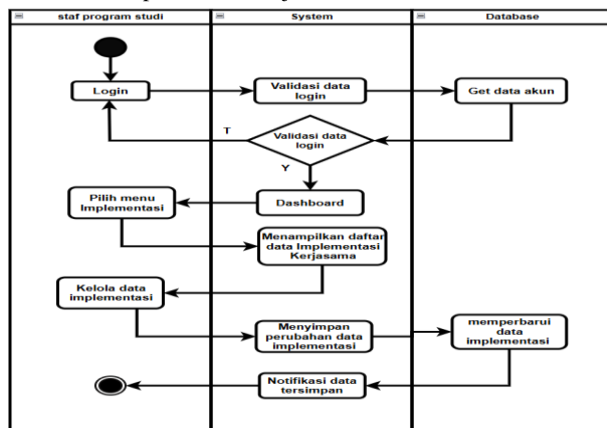 staf program studi
System
Database
Login
Validasi data
login
Get data akun
T
Validasi data
login
Y
Pilih menu
Implementasi
Dashboard
Menampilkan daftar
data Implementasi
Kerjasama
Kelola data
implementasi
Menyimpan
perubahan data
implementasi
memperbarui
data
implementasi
Notifikasi data
tersimpan